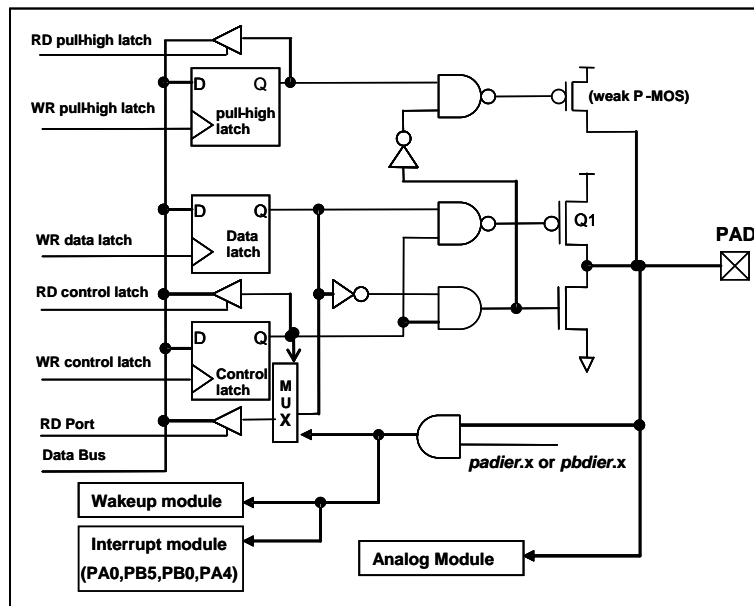 RD pull-high latch
D Q
pull-high
latch
WR pull-high latch
(weak P-MOS)
D Q
Data
latch
WR data latch
Q1
PAD
RD control latch
D Q
Control
latch
WR control latch
M
U
X
RD Port
Data Bus
padier.x or pbdier.x
Wakeup module
Interrupt module
(PA0,PB5,PB0,PA4)
Analog Module